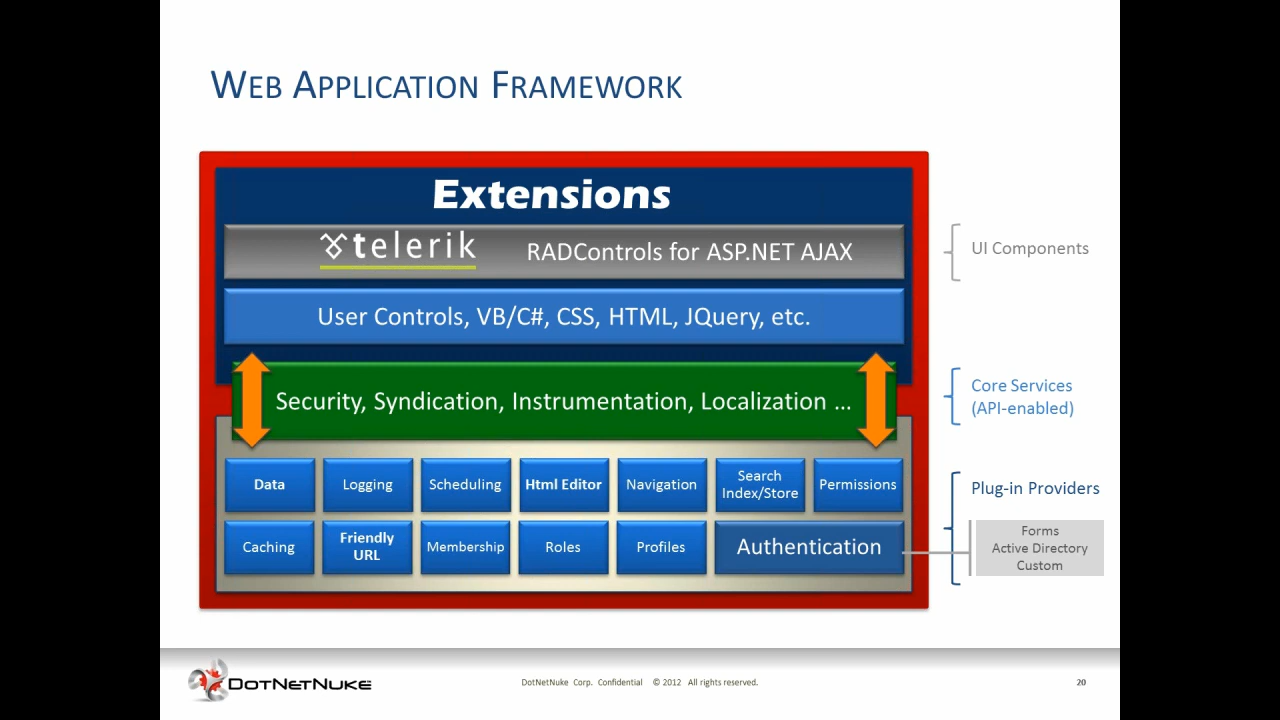 WEB APPLICATION FRAMEWORK
Extensions
telerik RADControls for ASP.NET AJAX
UI Components
User Controls, VB/C#, CSS, HTML, JQuery, etc.
Security, Syndication, Instrumentation, Localization ...
Core Services
(API-enabled)
Data
Logging
Scheduling
Html Editor
Navigation
Search
Index/Store
Permissions
Plug-in Providers
Caching
Friendly
URL
Membership
Roles
Profiles
Authentication
Forms
Active Directory
Custom
DOTNETNUKE
DotNetNuke Corp. Confidential © 2012 All rights reserved.
20